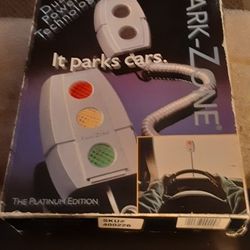 Power
Technology
It parks cars.
ARK-ZONE®
THE PLATINUM EDITION
SKU#
400226